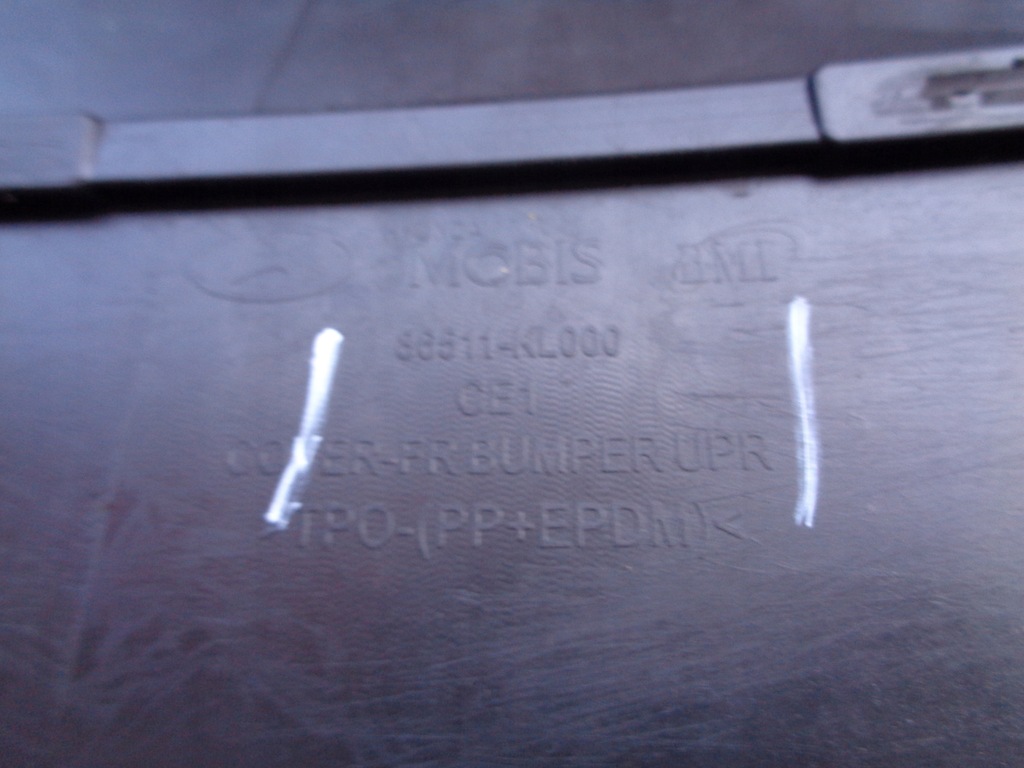 MOBIS
86511-KL000
CE1
COVER-FR BUMPER UPR
>TPO-(PP+EPDM)<